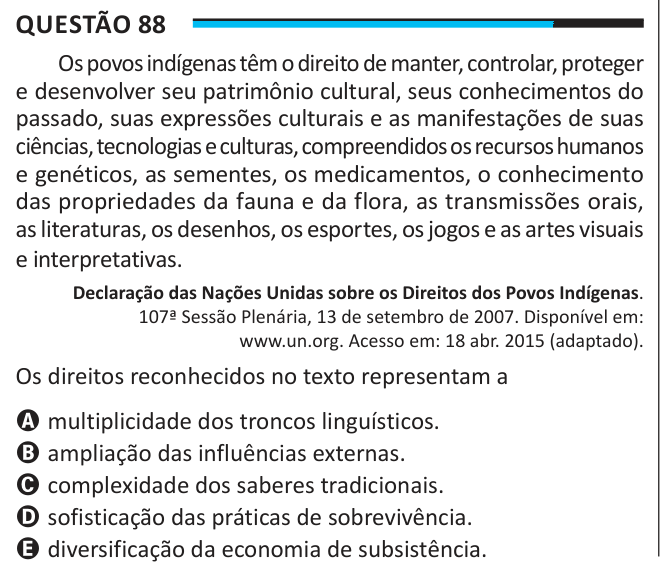 QUESTÃO 88
Os povos indígenas têm o direito de manter, controlar, proteger
e desenvolver seu patrimônio cultural, seus conhecimentos do
passado, suas expressões culturais e as manifestações de suas
ciências, tecnologias e culturas, compreendidos os recursos humanos
e genéticos, as sementes, os medicamentos, o conhecimento
das propriedades da fauna e da flora, as transmissões orais,
as literaturas, os desenhos, os esportes, os jogos e as artes visuais
e interpretativas.
Declaração das Nações Unidas sobre os Direitos dos Povos Indígenas.
107ª Sessão Plenária, 13 de setembro de 2007. Disponível em:
www.un.org. Acesso em: 18 abr. 2015 (adaptado).
Os direitos reconhecidos no texto representam a
A multiplicidade dos troncos linguísticos.
B ampliação das influências externas.
C complexidade dos saberes tradicionais.
D sofisticação das práticas de sobrevivência.
E diversificação da economia de subsistência.